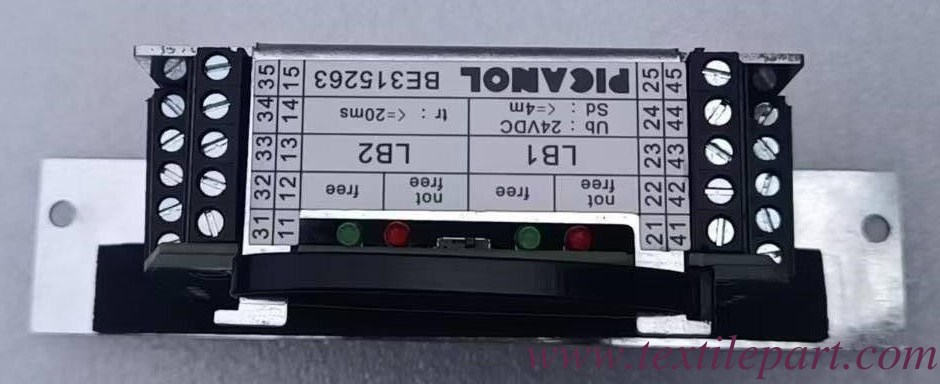 41 21 11 31
42 22 not free free not free free 12 32
43 23 LB1 LB2 13 33
44 24 Ub : 24VDC tr : <=20ms 14 34
Sd : <=4m
45 25 PICANOL BE315263 15 35
www.textilepart.com